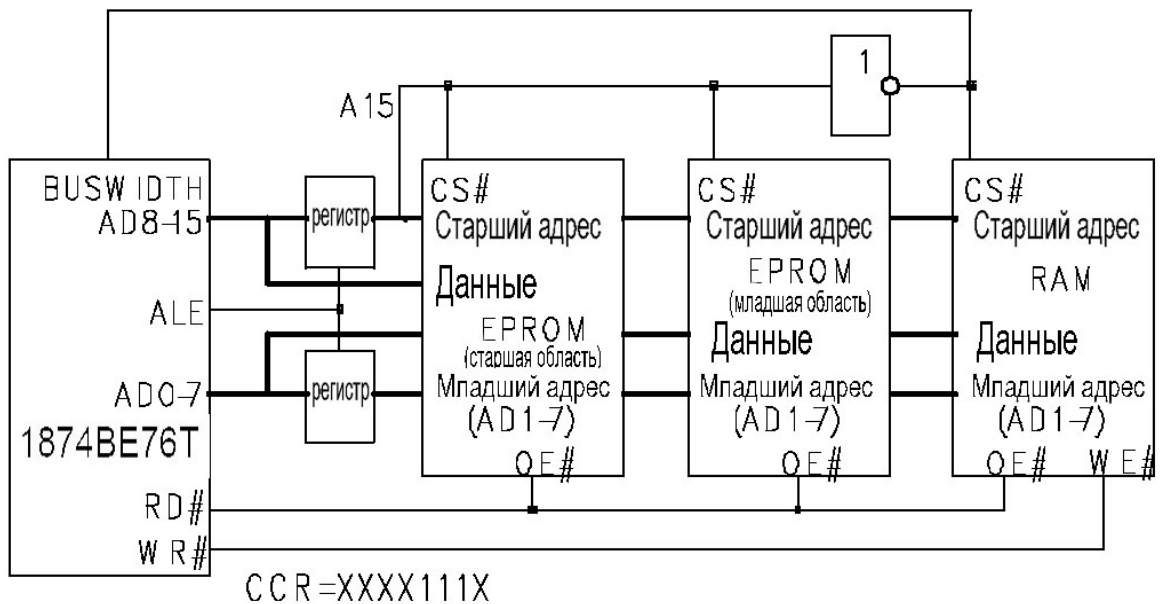 1
A15
BUSWIDTH
AD8-15
ALE
AD0-7
1874ВЕ76Т
RD#
WR#
регистр
регистр
CS#
Старший адрес
Данные
EPROM
(старшая область)
Младший адрес
(AD1-7)
OE#
CS#
Старший адрес
EPROM
(младшая область)
Данные
Младший адрес
(AD1-7)
OE#
CS#
Старший адрес
RAM
Данные
Младший адрес
(AD1-7)
OE# WE#
CCR=XXXX111X